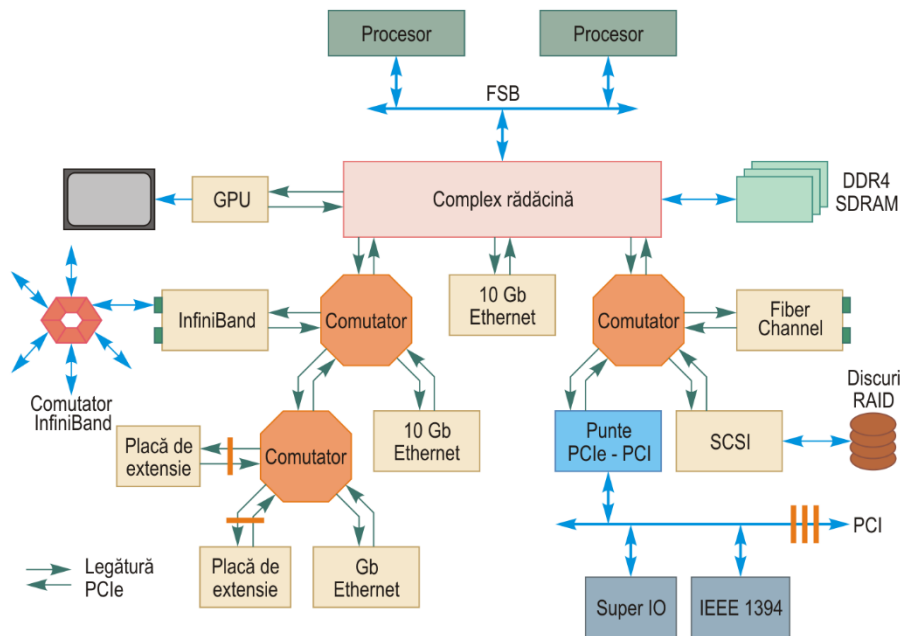 Procesor
Procesor
FSB
GPU
Complex rădăcină
DDR4
SDRAM
InfiniBand
Comutator
10 Gb
Ethernet
Comutator
Fiber
Channel
Comutator
InfiniBand
Placă de
extensie
Comutator
10 Gb
Ethernet
Punte
PCIe - PCI
SCSI
Discuri
RAID
PCI
Legătură
PCIe
Placă de
extensie
Gb
Ethernet
Super IO
IEEE 1394